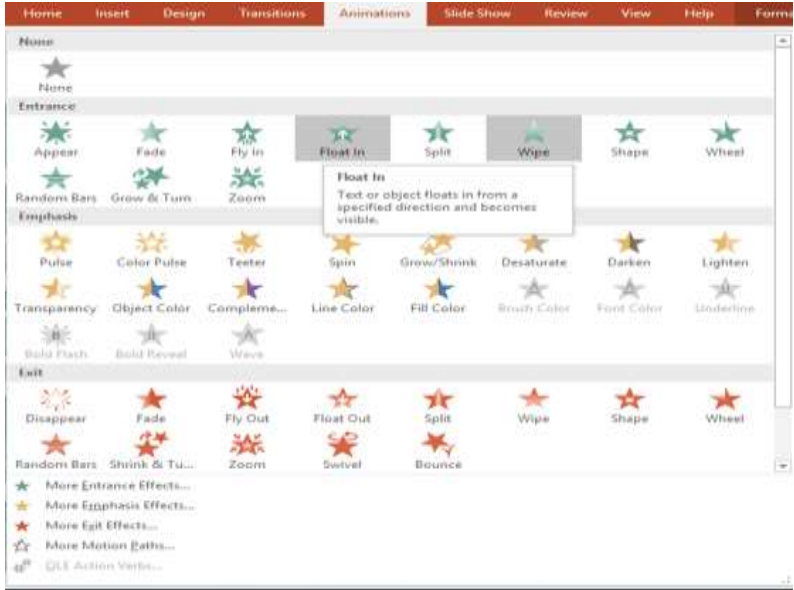 Home Insert Design Transitions Animations Slide Show Review View Help Forma
None
None
Entrance
Appear Fade Fly In Float In Split Wipe Shape Wheel
Random Bars Grow & Turn Zoom
Float In
Text or object floats in from a
specified direction and becomes
visible.
Emphasis
Pulse Color Pulse Teeter Spin Grow/Shrink Desaturate Darken Lighten
Transparency Object Color Compleme... Line Color Fill Color Brush Color Font Color Underline
Bold Flash Bold Reveal Wave
Exit
Disappear Fade Fly Out Float Out Split Wipe Shape Wheel
Random Bars Shrink & Tu... Zoom Swivel Bounce
More Entrance Effects...
More Emphasis Effects...
More Exit Effects...
More Motion Paths...
OLE Action Verbs...